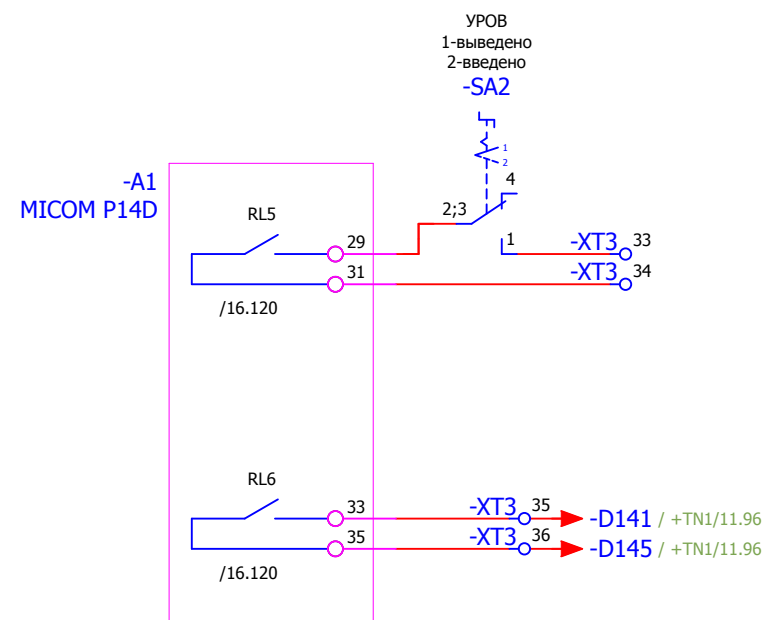 УРОВ
1-выведено
2-введено
-SA2
1
2
4
-A1
MICOM P14D
RL5
2;3
29
1
-XT3 33
31
-XT3 34
/16.120
RL6
33
-XT3 35
-D141 / +TN1/11.96
35
-XT3 36
-D145 / +TN1/11.96
/16.120